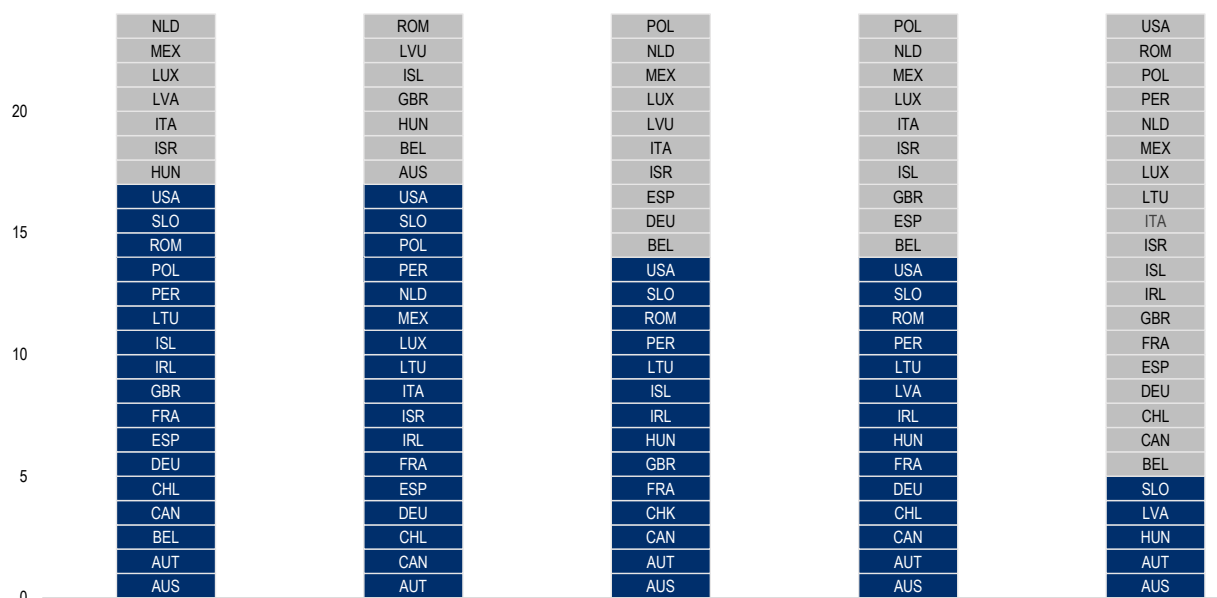 NLD ROM POL POL USA
MEX LVU NLD NLD ROM
LUX ISL MEX MEX POL
LVA GBR LUX LUX PER
20
ITA HUN LVU ITA NLD
ISR BEL ITA ISR MEX
HUN AUS ISR ISL LUX
USA USA ESP GBR LTU
SLO SLO DEU ESP ITA
15
ROM POL BEL BEL ISR
POL PER USA USA ISL
PER NLD SLO SLO IRL
LTU MEX ROM ROM GBR
ISL LUX PER PER FRA
10
IRL LTU LTU LTU ESP
GBR ITA ISL LVA DEU
FRA ISR IRL IRL CHL
ESP IRL HUN HUN CAN
DEU FRA GBR FRA BEL
5
CHL ESP FRA DEU SLO
CAN DEU CHK CHL LVA
BEL CHL CAN CAN HUN
AUT CAN AUT AUT AUT
AUS AUT AUS AUS AUS
0